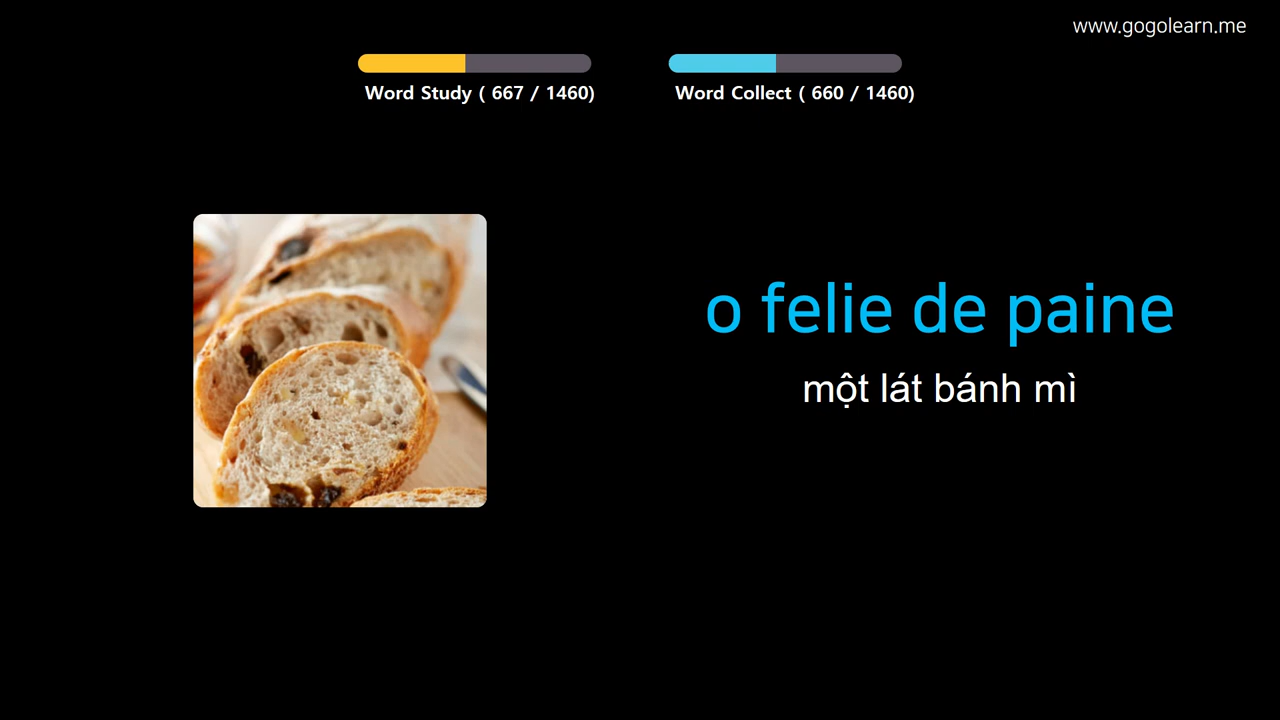 www.gogolearn.me
Word Study ( 667 / 1460)
Word Collect ( 660 / 1460)
o felie de paine
một lát bánh mì